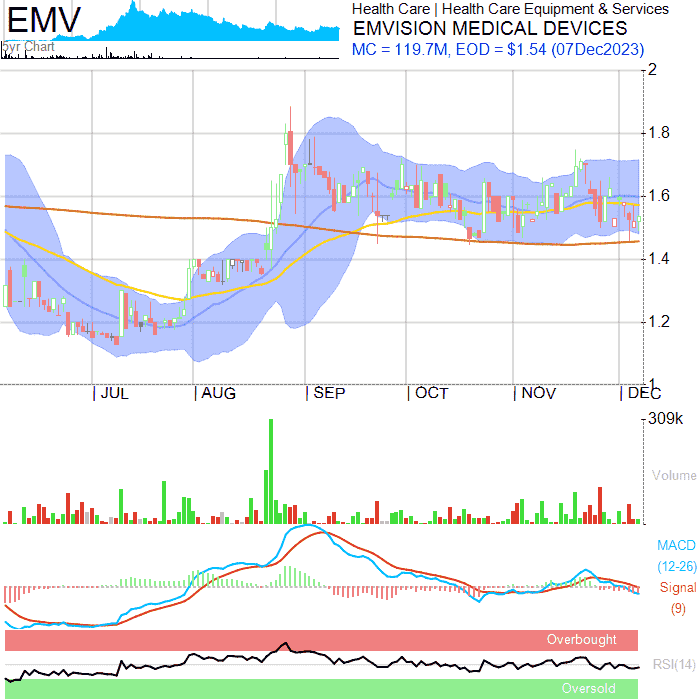 EMV
Health Care | Health Care Equipment & Services
EMVISION MEDICAL DEVICES
MC = 119.7M, EOD = $1.54 (07Dec2023)
5yr Chart
2
1.8
1.6
1.4
1.2
1
JUL
AUG
SEP
OCT
NOV
DEC
309k
Volume
MACD
(12-26)
Signal
(9)
Overbought
RSI(14)
Oversold